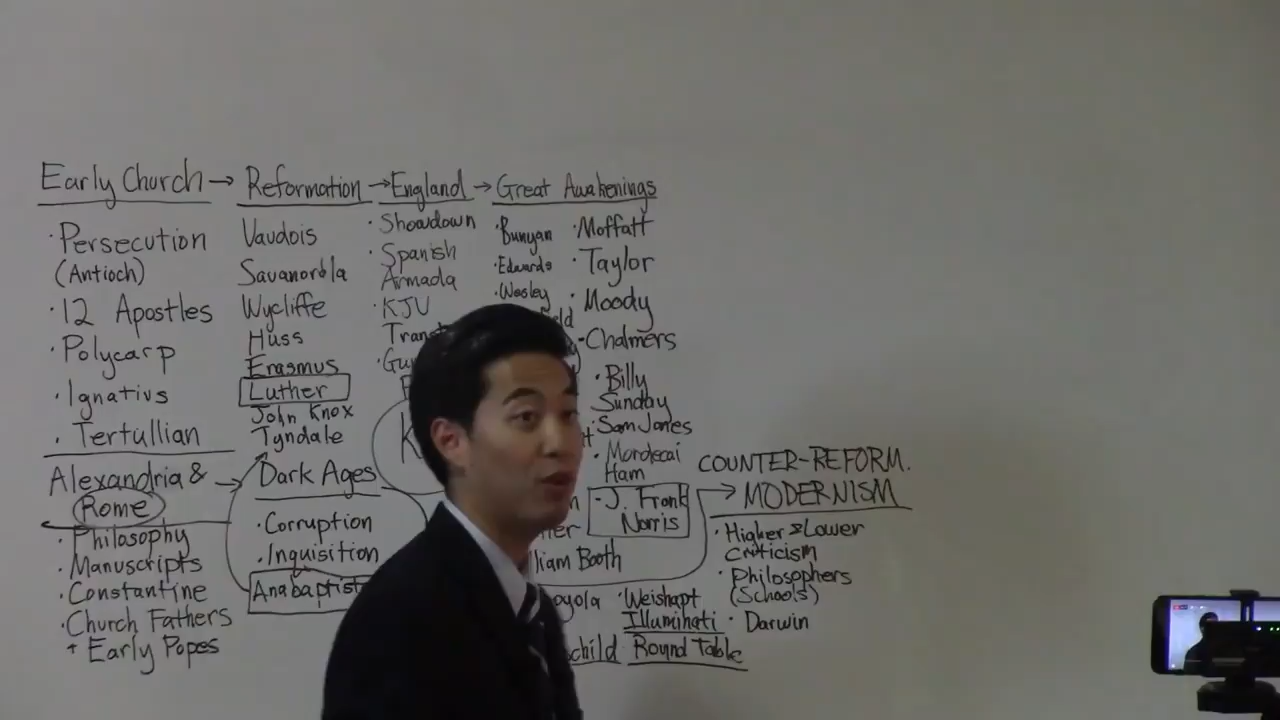 Early Church → Reformation → England → Great Awakenings
· Persecution
(Antioch)
· 12 Apostles
· Polycarp
· Ignatius
· Tertullian
Alexandria &
Rome
· Philosophy
· Manuscripts
· Constantine
· Church Fathers
+ Early Popes
Vaudois
Savanorola
Wycliffe
Huss
Erasmus
Luther
John Knox
Tyndale
Dark Ages
· Corruption
· Inquisition
Anabaptist
· Showdown
· Spanish
Armada
· KJV
· Bunyan
· Edwards
· Wesley
· Moffatt
· Taylor
· Moody
- Chalmers
· Billy
Sunday
· Sam Jones
· Mordecai
Ham
- J. Frank
Norris
Booth
· Weishapt
Illuminati
Round Table
COUNTER-REFORM.
→ MODERNISM
· Higher & Lower
Criticism
· Philosophers
(Schools)
· Darwin